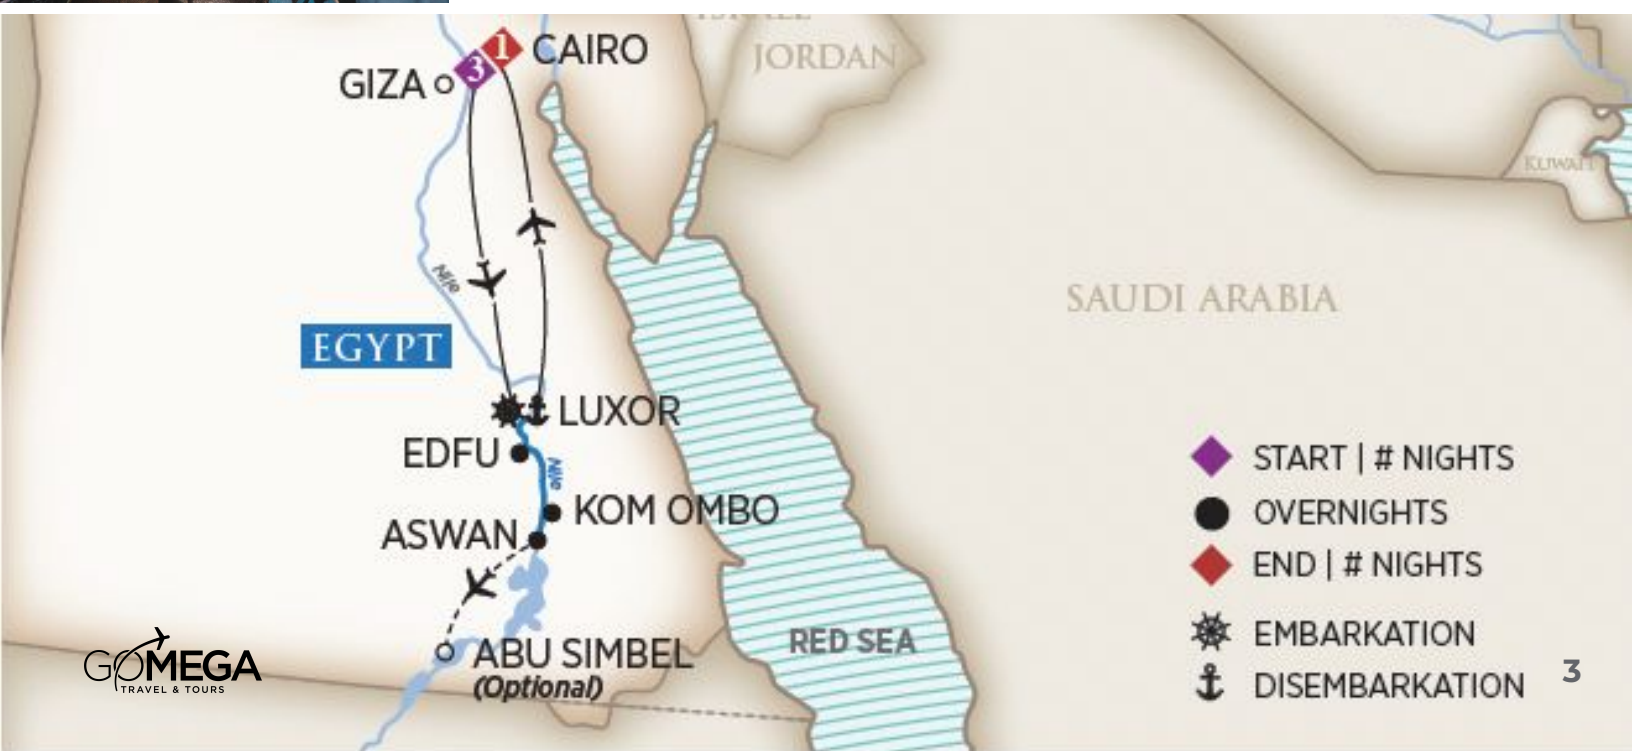 ISRAEL
1
CAIRO
3
GIZA
JORDAN
KUWAIT
Nile
SAUDI ARABIA
EGYPT
LUXOR
EDFU
Nile
KOM OMBO
ASWAN
START | # NIGHTS
OVERNIGHTS
END | # NIGHTS
EMBARKATION
DISEMBARKATION
RED SEA
ABU SIMBEL
(Optional)
GOMEGA
TRAVEL & TOURS
3